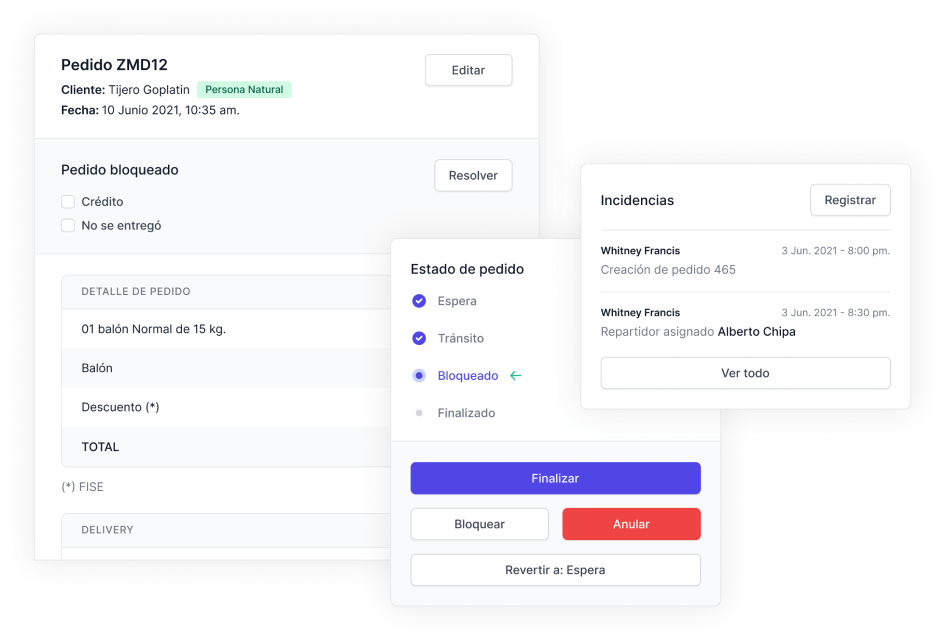 Pedido ZMD12
Editar
Cliente: Tijero Goplatin Persona Natural
Fecha: 10 Junio 2021, 10:35 am.
Pedido bloqueado
Resolver
Crédito
No se entregó
DETALLE DE PEDIDO
01 balón Normal de 15 kg.
Balón
Descuento (*)
TOTAL
(*) FISE
DELIVERY
Estado de pedido
Espera
Tránsito
Bloqueado ←
Finalizado
Finalizar
Bloquear
Anular
Revertir a: Espera
Incidencias
Registrar
Whitney Francis 3 Jun. 2021 - 8:00 pm.
Creación de pedido 465
Whitney Francis 3 Jun. 2021 - 8:30 pm.
Repartidor asignado Alberto Chipa
Ver todo